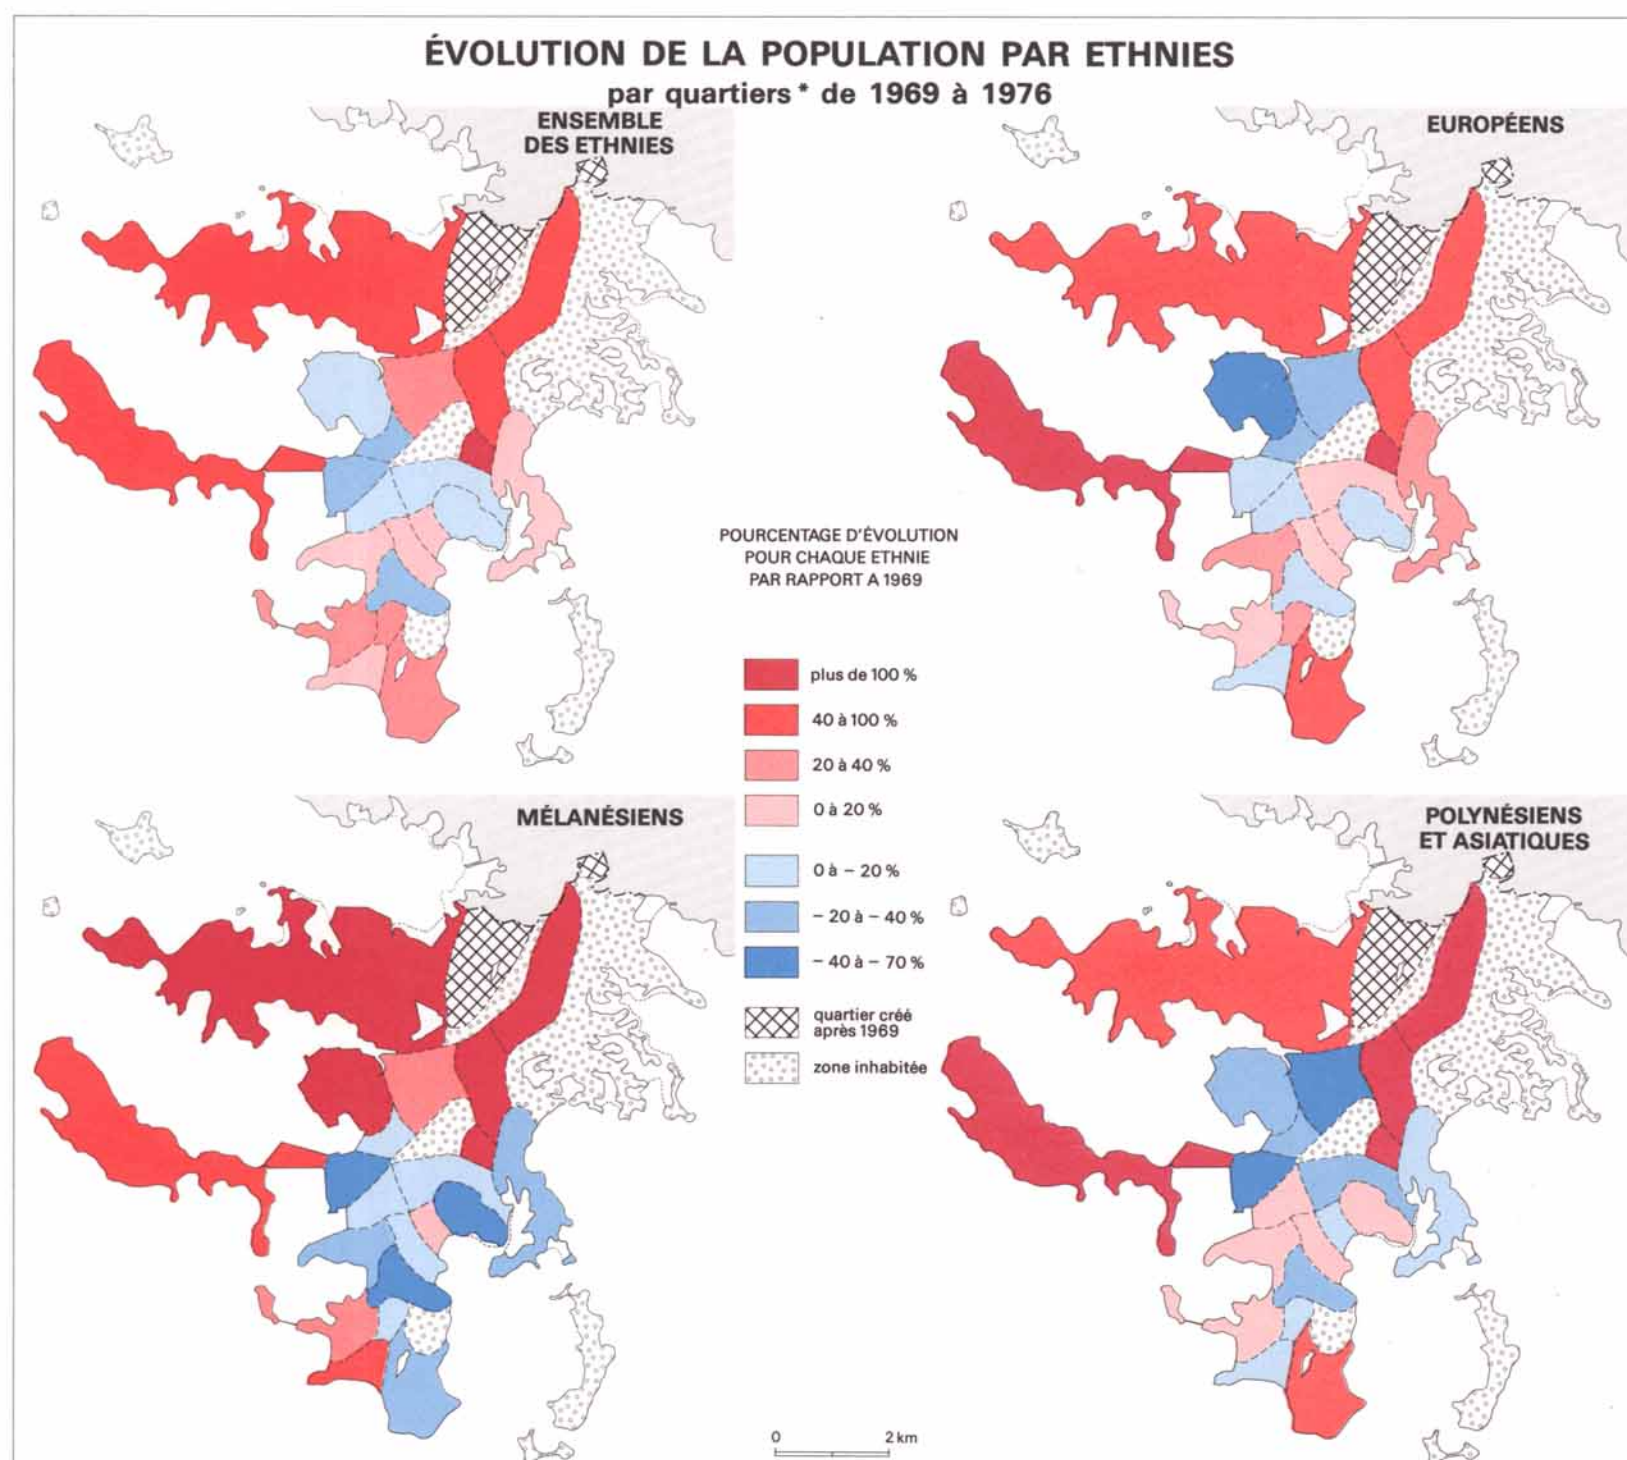 ÉVOLUTION DE LA POPULATION PAR ETHNIES
par quartiers* de 1969 à 1976
ENSEMBLE
DES ETHNIES
EUROPÉENS
POURCENTAGE D'ÉVOLUTION
POUR CHAQUE ETHNIE
PAR RAPPORT A 1969
plus de 100 %
40 à 100 %
20 à 40 %
0 à 20 %
0 à – 20 %
– 20 à – 40 %
– 40 à – 70 %
quartier créé
après 1969
zone inhabitée
MÉLANÉSIENS
POLYNÉSIENS
ET ASIATIQUES
0 2 km